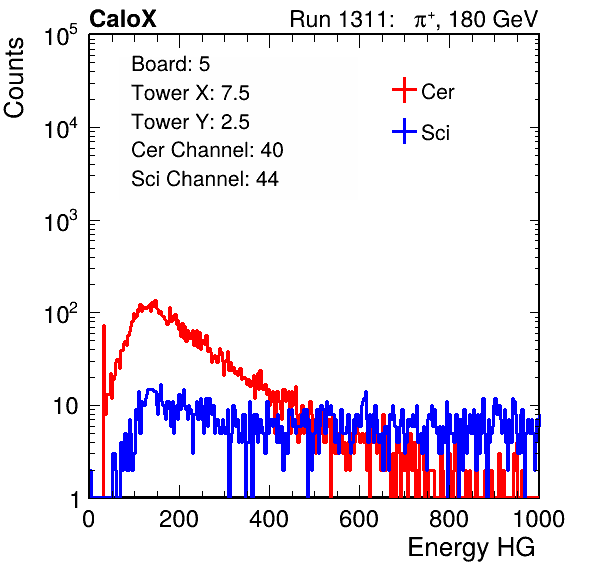 CaloX Run 1311: π⁺, 180 GeV
Counts
10⁵
10⁴
10³
10²
10
1
Board: 5
Tower X: 7.5
Tower Y: 2.5
Cer Channel: 40
Sci Channel: 44
Cer
Sci
0 200 400 600 800 1000
Energy HG